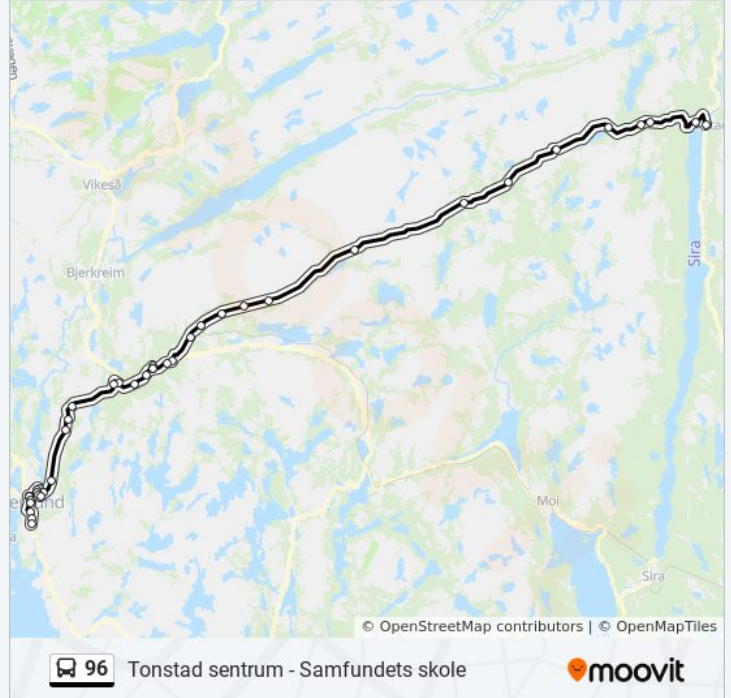 Vikeså
Bjerkreim
Sira
Moi
Sira
© OpenStreetMap contributors | © OpenMapTiles
96 Tonstad sentrum - Samfundets skole
moovit